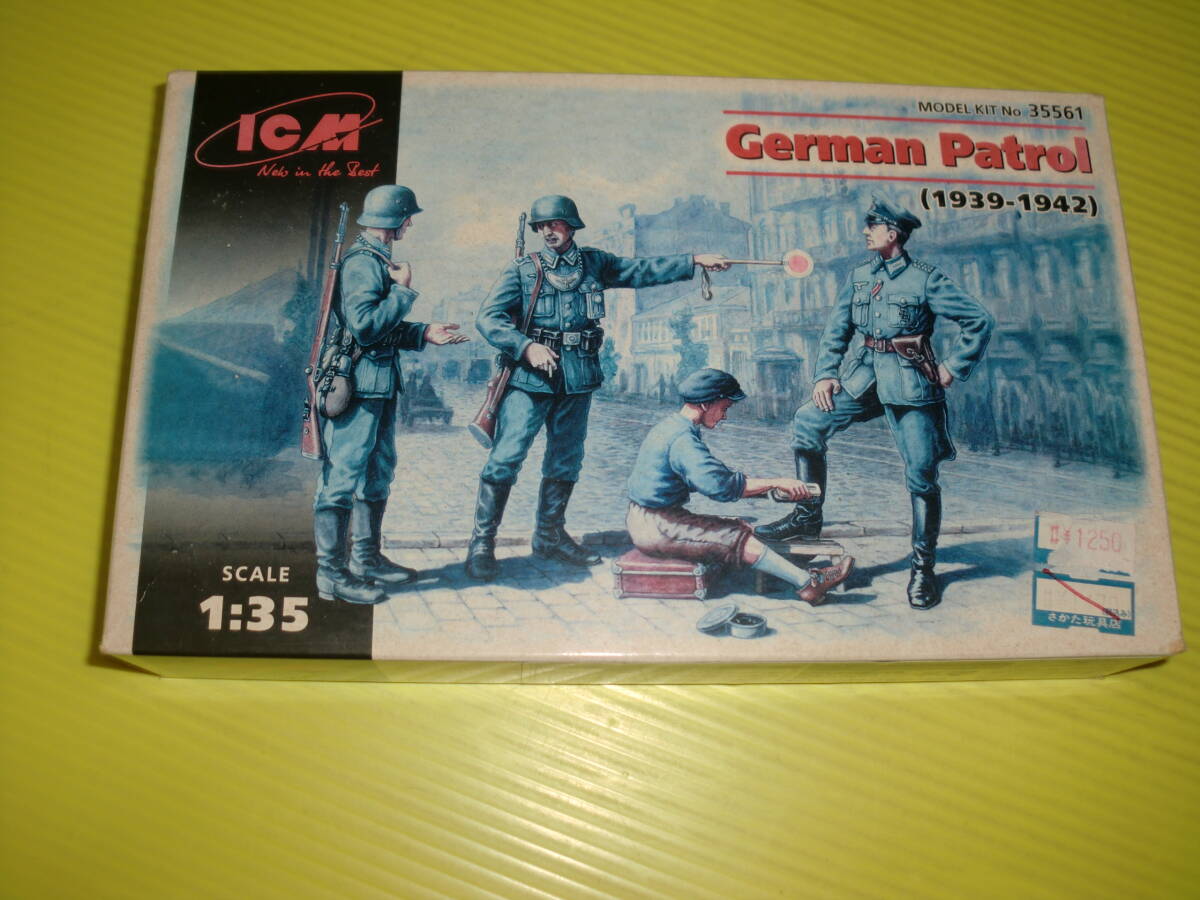 ICM
New in the Best
MODEL KIT No 35561
German Patrol
(1939-1942)
SCALE
1:35
1250
さかた玩具店